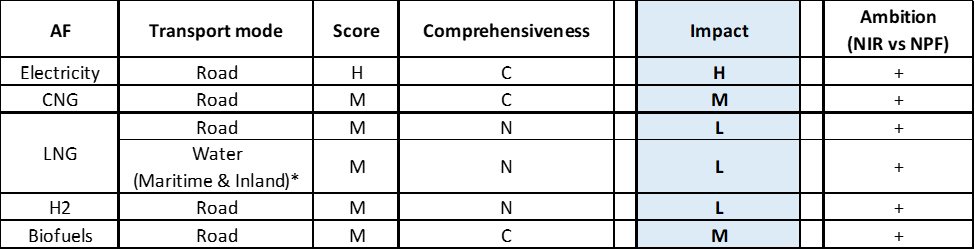 AF Transport mode Score Comprehensiveness Impact Ambition
(NIR vs NPF)
Electricity Road H C H +
CNG Road M C M +
LNG Road M N L +
Water
(Maritime & Inland)* M N L +
H2 Road M N L +
Biofuels Road M C M +